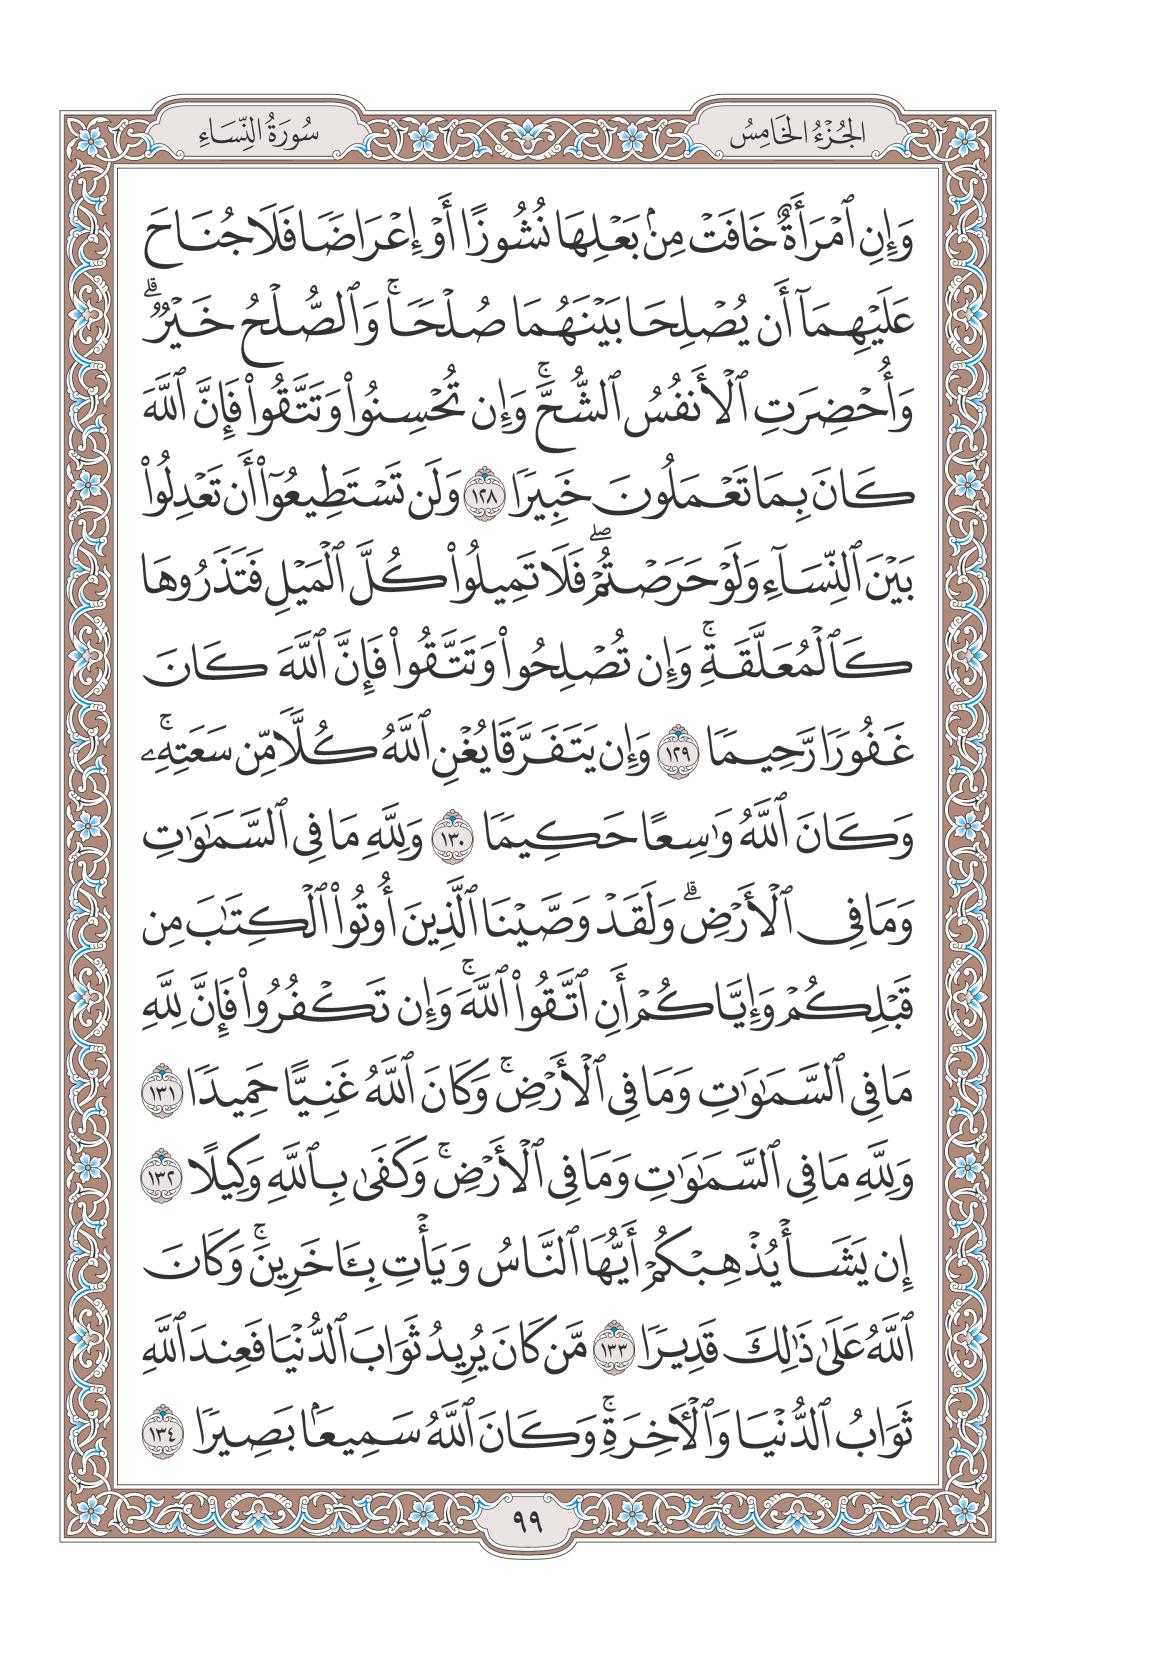 الجُزْءُ الخَامِسُ
سُورَةُ النِّسَاءِ
وَإِنِ ٱمْرَأَةٌ خَافَتْ مِنۢ بَعْلِهَا نُشُوزًا أَوْ إِعْرَاضٗا فَلَا جُنَاحَ
عَلَيْهِمَآ أَن يُصْلِحَا بَيْنَهُمَا صُلْحٗاۚ وَٱلصُّلْحُ خَيْرٞۗ
وَأُحْضِرَتِ ٱلْأَنفُسُ ٱلشُّحَّۚ وَإِن تُحْسِنُواْ وَتَتَّقُواْ فَإِنَّ ٱللَّهَ
كَانَ بِمَا تَعْمَلُونَ خَبِيرٗا ١٢٨ وَلَن تَسْتَطِيعُوٓاْ أَن تَعْدِلُواْ
بَيْنَ ٱلنِّسَآءِ وَلَوْ حَرَصْتُمْۖ فَلَا تَمِيلُواْ كُلَّ ٱلْمَيْلِ فَتَذَرُوهَا
كَٱلْمُعَلَّقَةِۚ وَإِن تُصْلِحُواْ وَتَتَّقُواْ فَإِنَّ ٱللَّهَ كَانَ
غَفُورٗا رَّحِيمٗا ١٢٩ وَإِن يَتَفَرَّقَا يُغْنِ ٱللَّهُ كُلّٗا مِّن سَعَتِهِۦۚ
وَكَانَ ٱللَّهُ وَٰسِعًا حَكِيمٗا ١٣٠ وَلِلَّهِ مَا فِي ٱلسَّمَٰوَٰتِ
وَمَا فِي ٱلْأَرْضِۗ وَلَقَدْ وَصَّيْنَا ٱلَّذِينَ أُوتُواْ ٱلْكِتَٰبَ مِن
قَبْلِكُمْ وَإِيَّاكُمْ أَنِ ٱتَّقُواْ ٱللَّهَۚ وَإِن تَكْفُرُواْ فَإِنَّ لِلَّهِ
مَا فِي ٱلسَّمَٰوَٰتِ وَمَا فِي ٱلْأَرْضِۚ وَكَانَ ٱللَّهُ غَنِيًّا حَمِيدٗا ١٣١
وَلِلَّهِ مَا فِي ٱلسَّمَٰوَٰتِ وَمَا فِي ٱلْأَرْضِۚ وَكَفَىٰ بِٱللَّهِ وَكِيلًا ١٣٢
إِن يَشَأْ يُذْهِبْكُمْ أَيُّهَا ٱلنَّاسُ وَيَأْتِ بِـَٔاخَرِينَۚ وَكَانَ
ٱللَّهُ عَلَىٰ ذَٰلِكَ قَدِيرٗا ١٣٣ مَّن كَانَ يُرِيدُ ثَوَابَ ٱلدُّنْيَا فَعِندَ ٱللَّهِ
ثَوَابُ ٱلدُّنْيَا وَٱلْأٓخِرَةِۚ وَكَانَ ٱللَّهُ سَمِيعَۢا بَصِيرٗا ١٣٤
٩٩